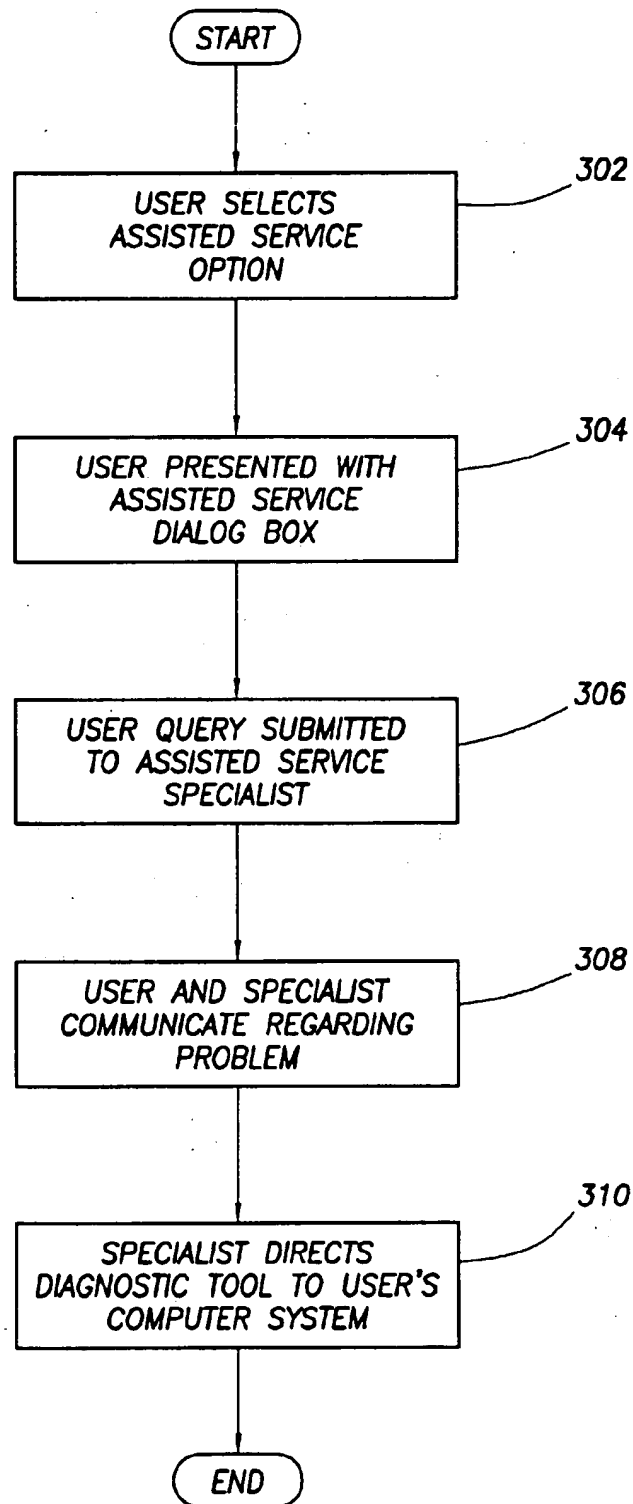 START
302
USER SELECTS
ASSISTED SERVICE
OPTION
304
USER PRESENTED WITH
ASSISTED SERVICE
DIALOG BOX
306
USER QUERY SUBMITTED
TO ASSISTED SERVICE
SPECIALIST
308
USER AND SPECIALIST
COMMUNICATE REGARDING
PROBLEM
310
SPECIALIST DIRECTS
DIAGNOSTIC TOOL TO USER'S
COMPUTER SYSTEM
END